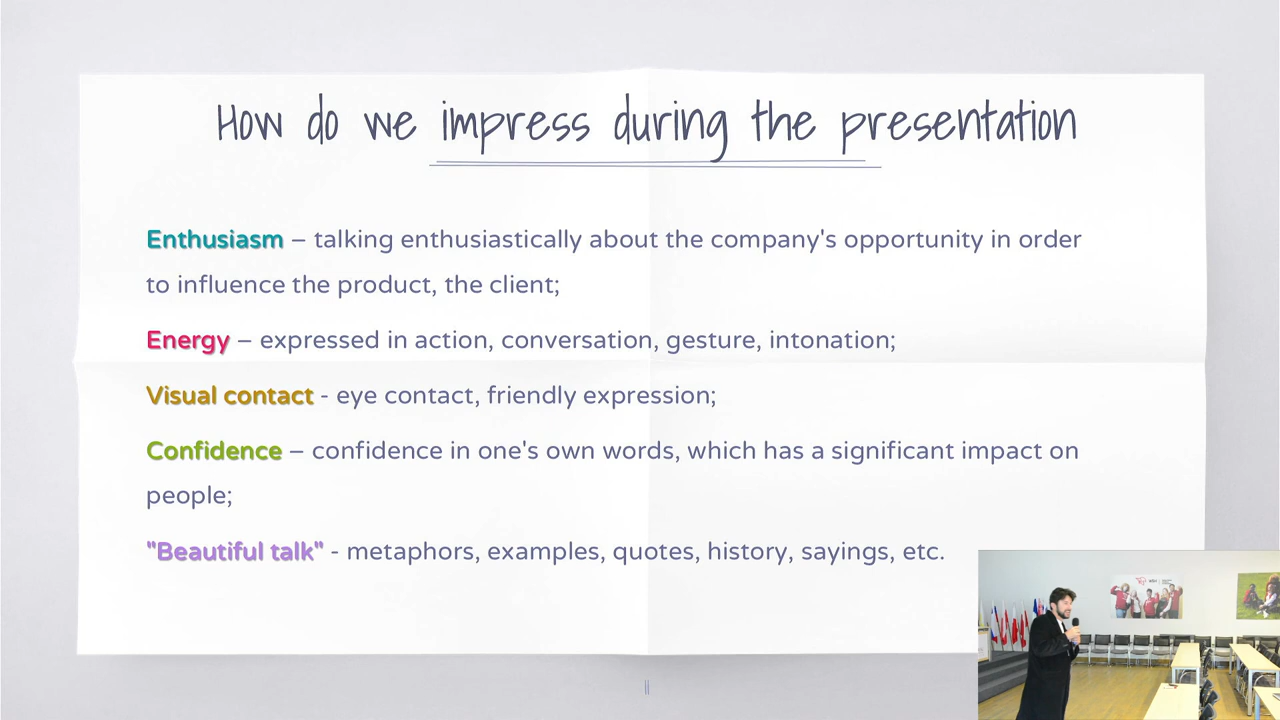 How do we impress during the presentation
Enthusiasm – talking enthusiastically about the company's opportunity in order
to influence the product, the client;
Energy – expressed in action, conversation, gesture, intonation;
Visual contact - eye contact, friendly expression;
Confidence – confidence in one's own words, which has a significant impact on
people;
"Beautiful talk" - metaphors, examples, quotes, history, sayings, etc.
11